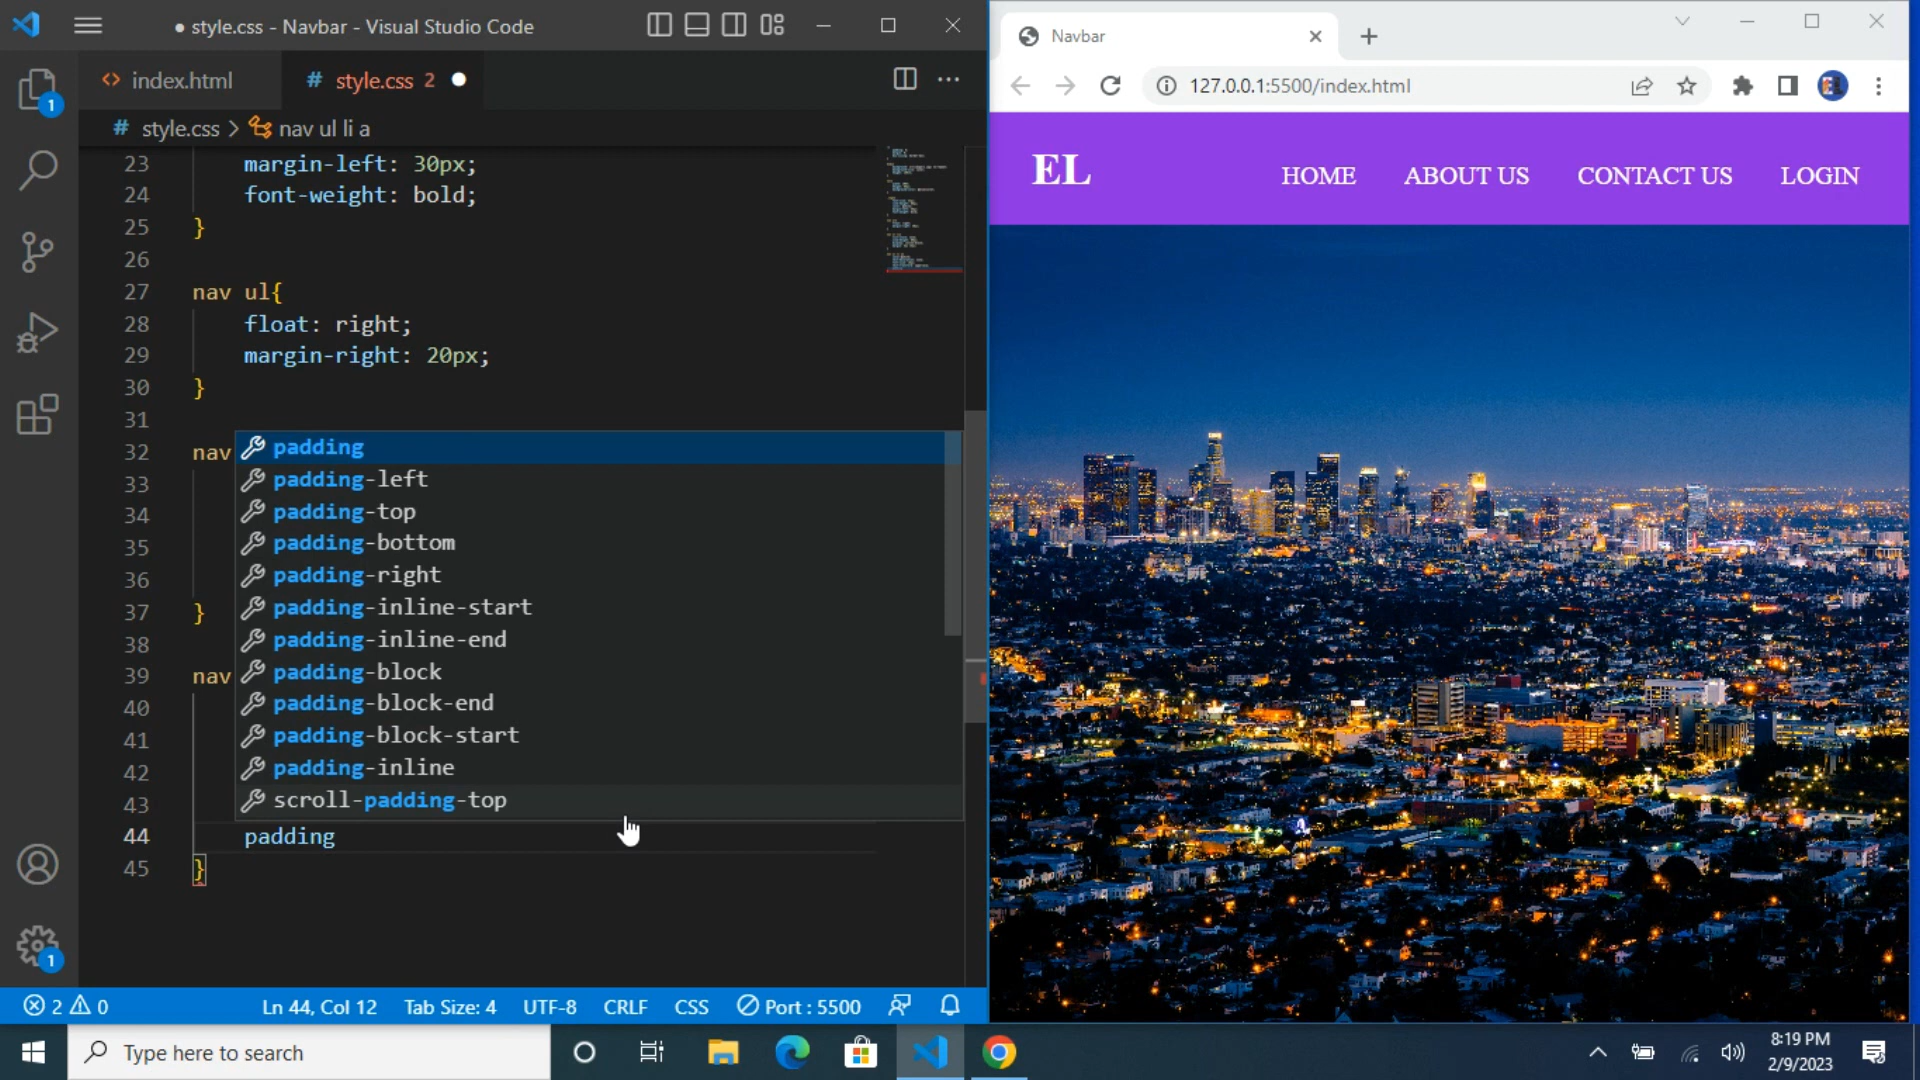 ● style.css - Navbar - Visual Studio Code
<> index.html
# style.css 2 ●
# style.css > nav ul li a
23 margin-left: 30px;
24 font-weight: bold;
25 }
26
27 nav ul{
28 float: right;
29 margin-right: 20px;
30 }
31
32 nav
33
34
35
36
37 }
38
39 nav
40
41
42
43
44 padding
45 }
padding
padding-left
padding-top
padding-bottom
padding-right
padding-inline-start
padding-inline-end
padding-block
padding-block-end
padding-block-start
padding-inline
scroll-padding-top
1
1
2 0 Ln 44, Col 12 Tab Size: 4 UTF-8 CRLF CSS Port : 5500
Navbar
127.0.0.1:5500/index.html
EL HOME ABOUT US CONTACT US LOGIN
Type here to search
8:19 PM
2/9/2023